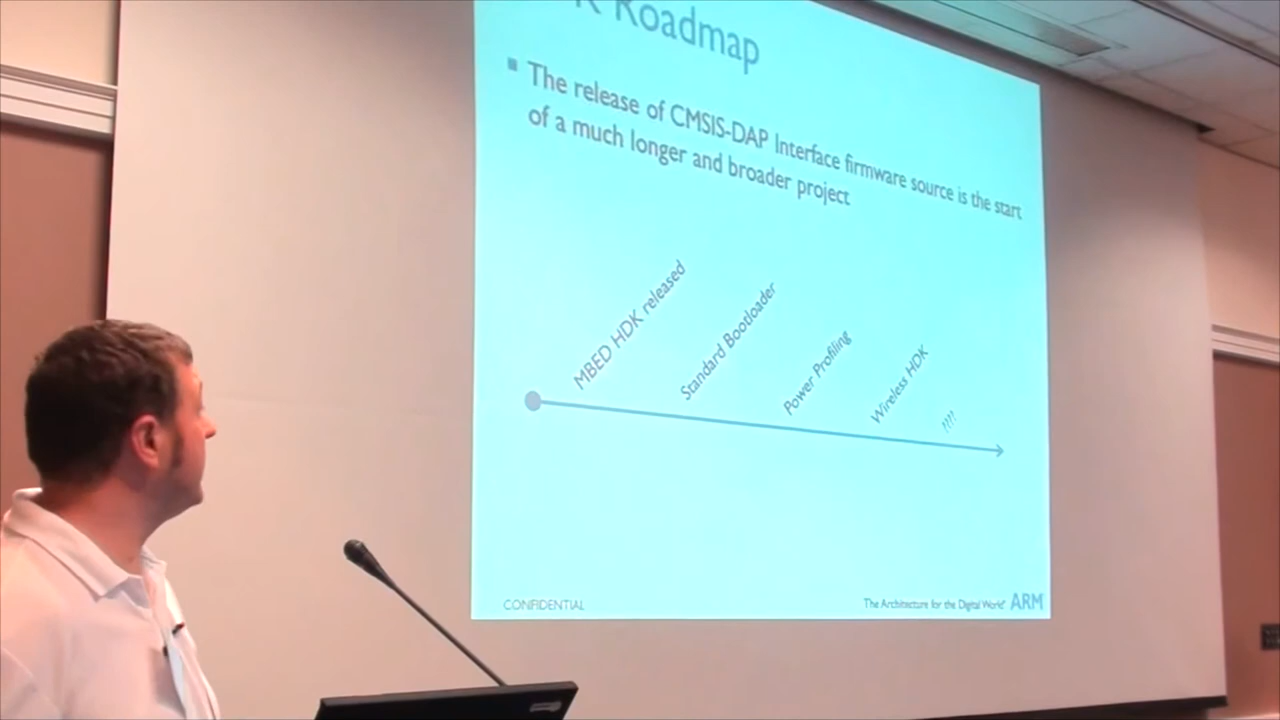 K Roadmap
The release of CMSIS-DAP Interface firmware source is the start
of a much longer and broader project
MBED HDK released
Standard Bootloader
Power Profiling
Wireless HDK
CONFIDENTIAL
The Architecture for the Digital World® ARM